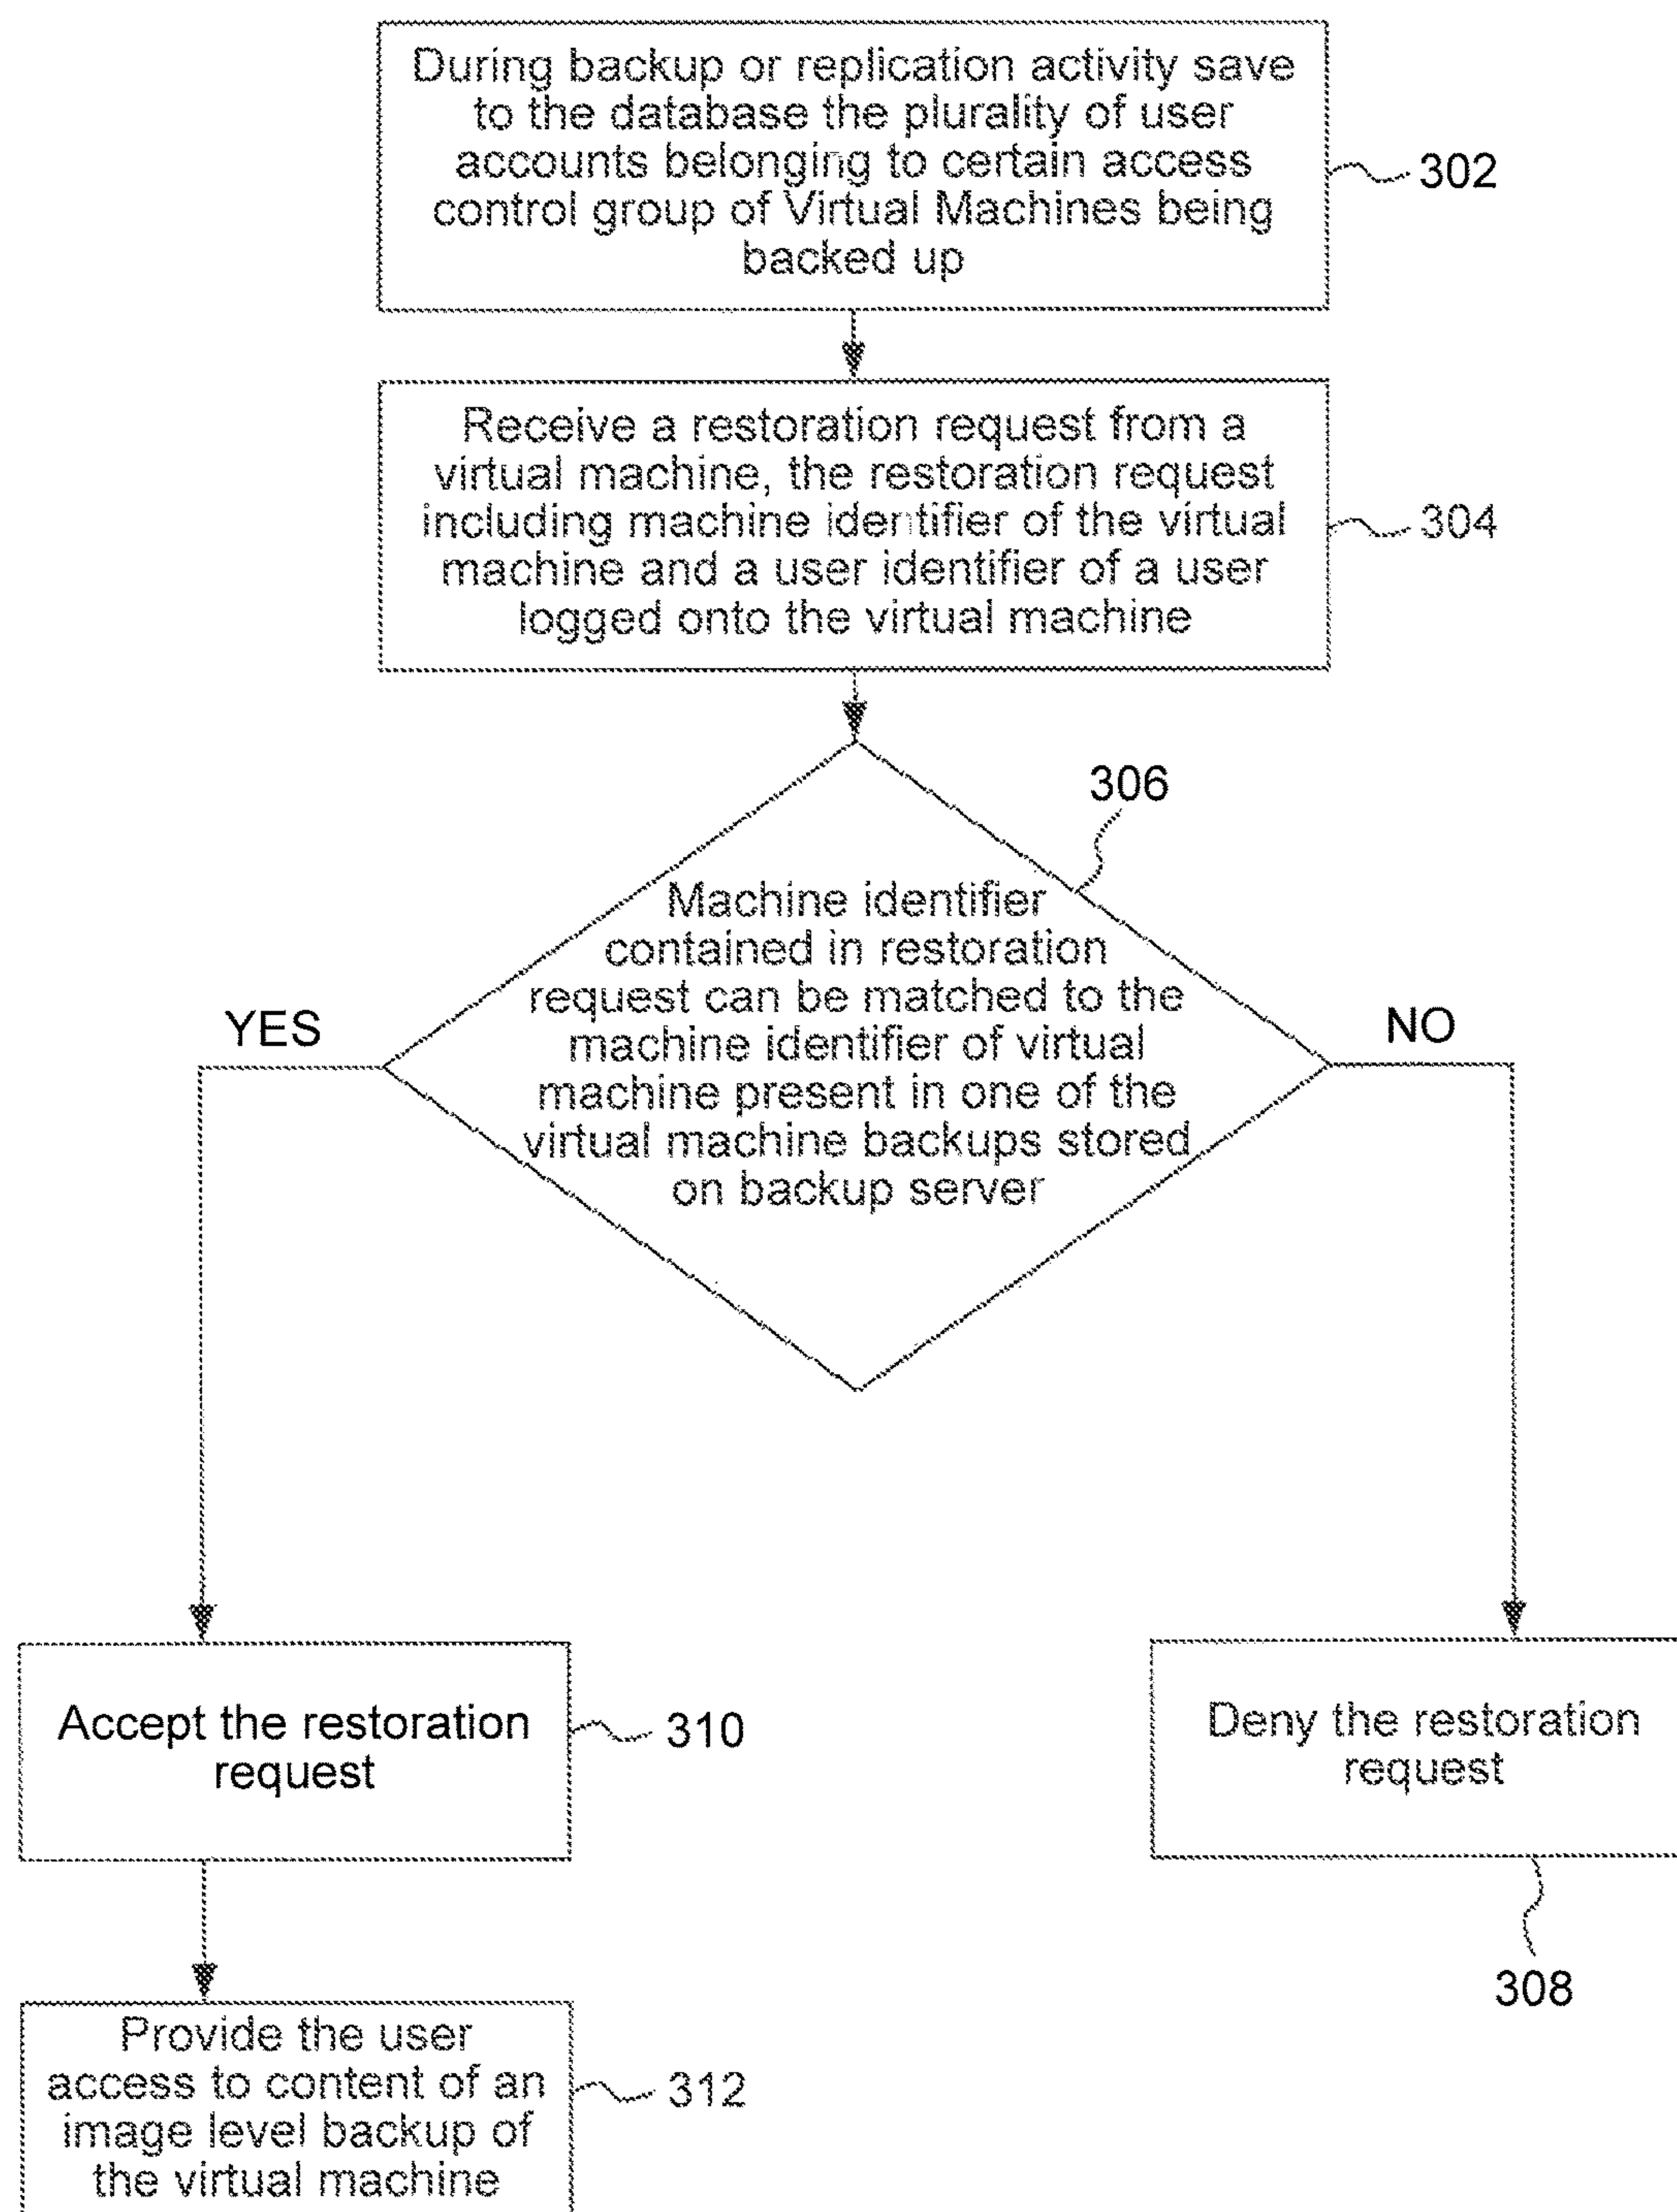 During backup or replication activity save
to the database the plurality of user
accounts belonging to certain access
control group of Virtual Machines being
backed up
302
Receive a restoration request from a
virtual machine, the restoration request
including machine identifier of the virtual
machine and a user identifier of a user
logged onto the virtual machine
304
306
Machine identifier
contained in restoration
request can be matched to the
machine identifier of virtual
machine present in one of the
virtual machine backups stored
on backup server
YES
NO
Accept the restoration
request
310
Deny the restoration
request
308
Provide the user
access to content of an
image level backup of
the virtual machine
312